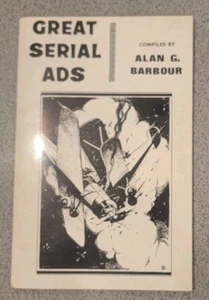 GREAT
SERIAL
ADS
COMPILED BY
ALAN G.
BARBOUR